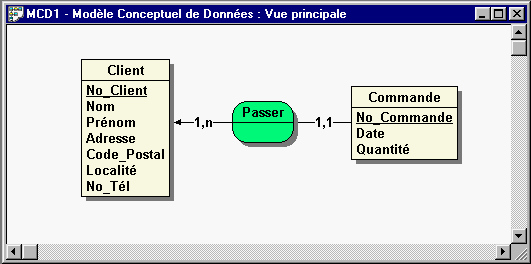 MCD1 - Modèle Conceptuel de Données : Vue principale
Client
No_Client
Nom
Prénom
Adresse
Code_Postal
Localité
No_Tél
1,n
Passer
1,1
Commande
No_Commande
Date
Quantité